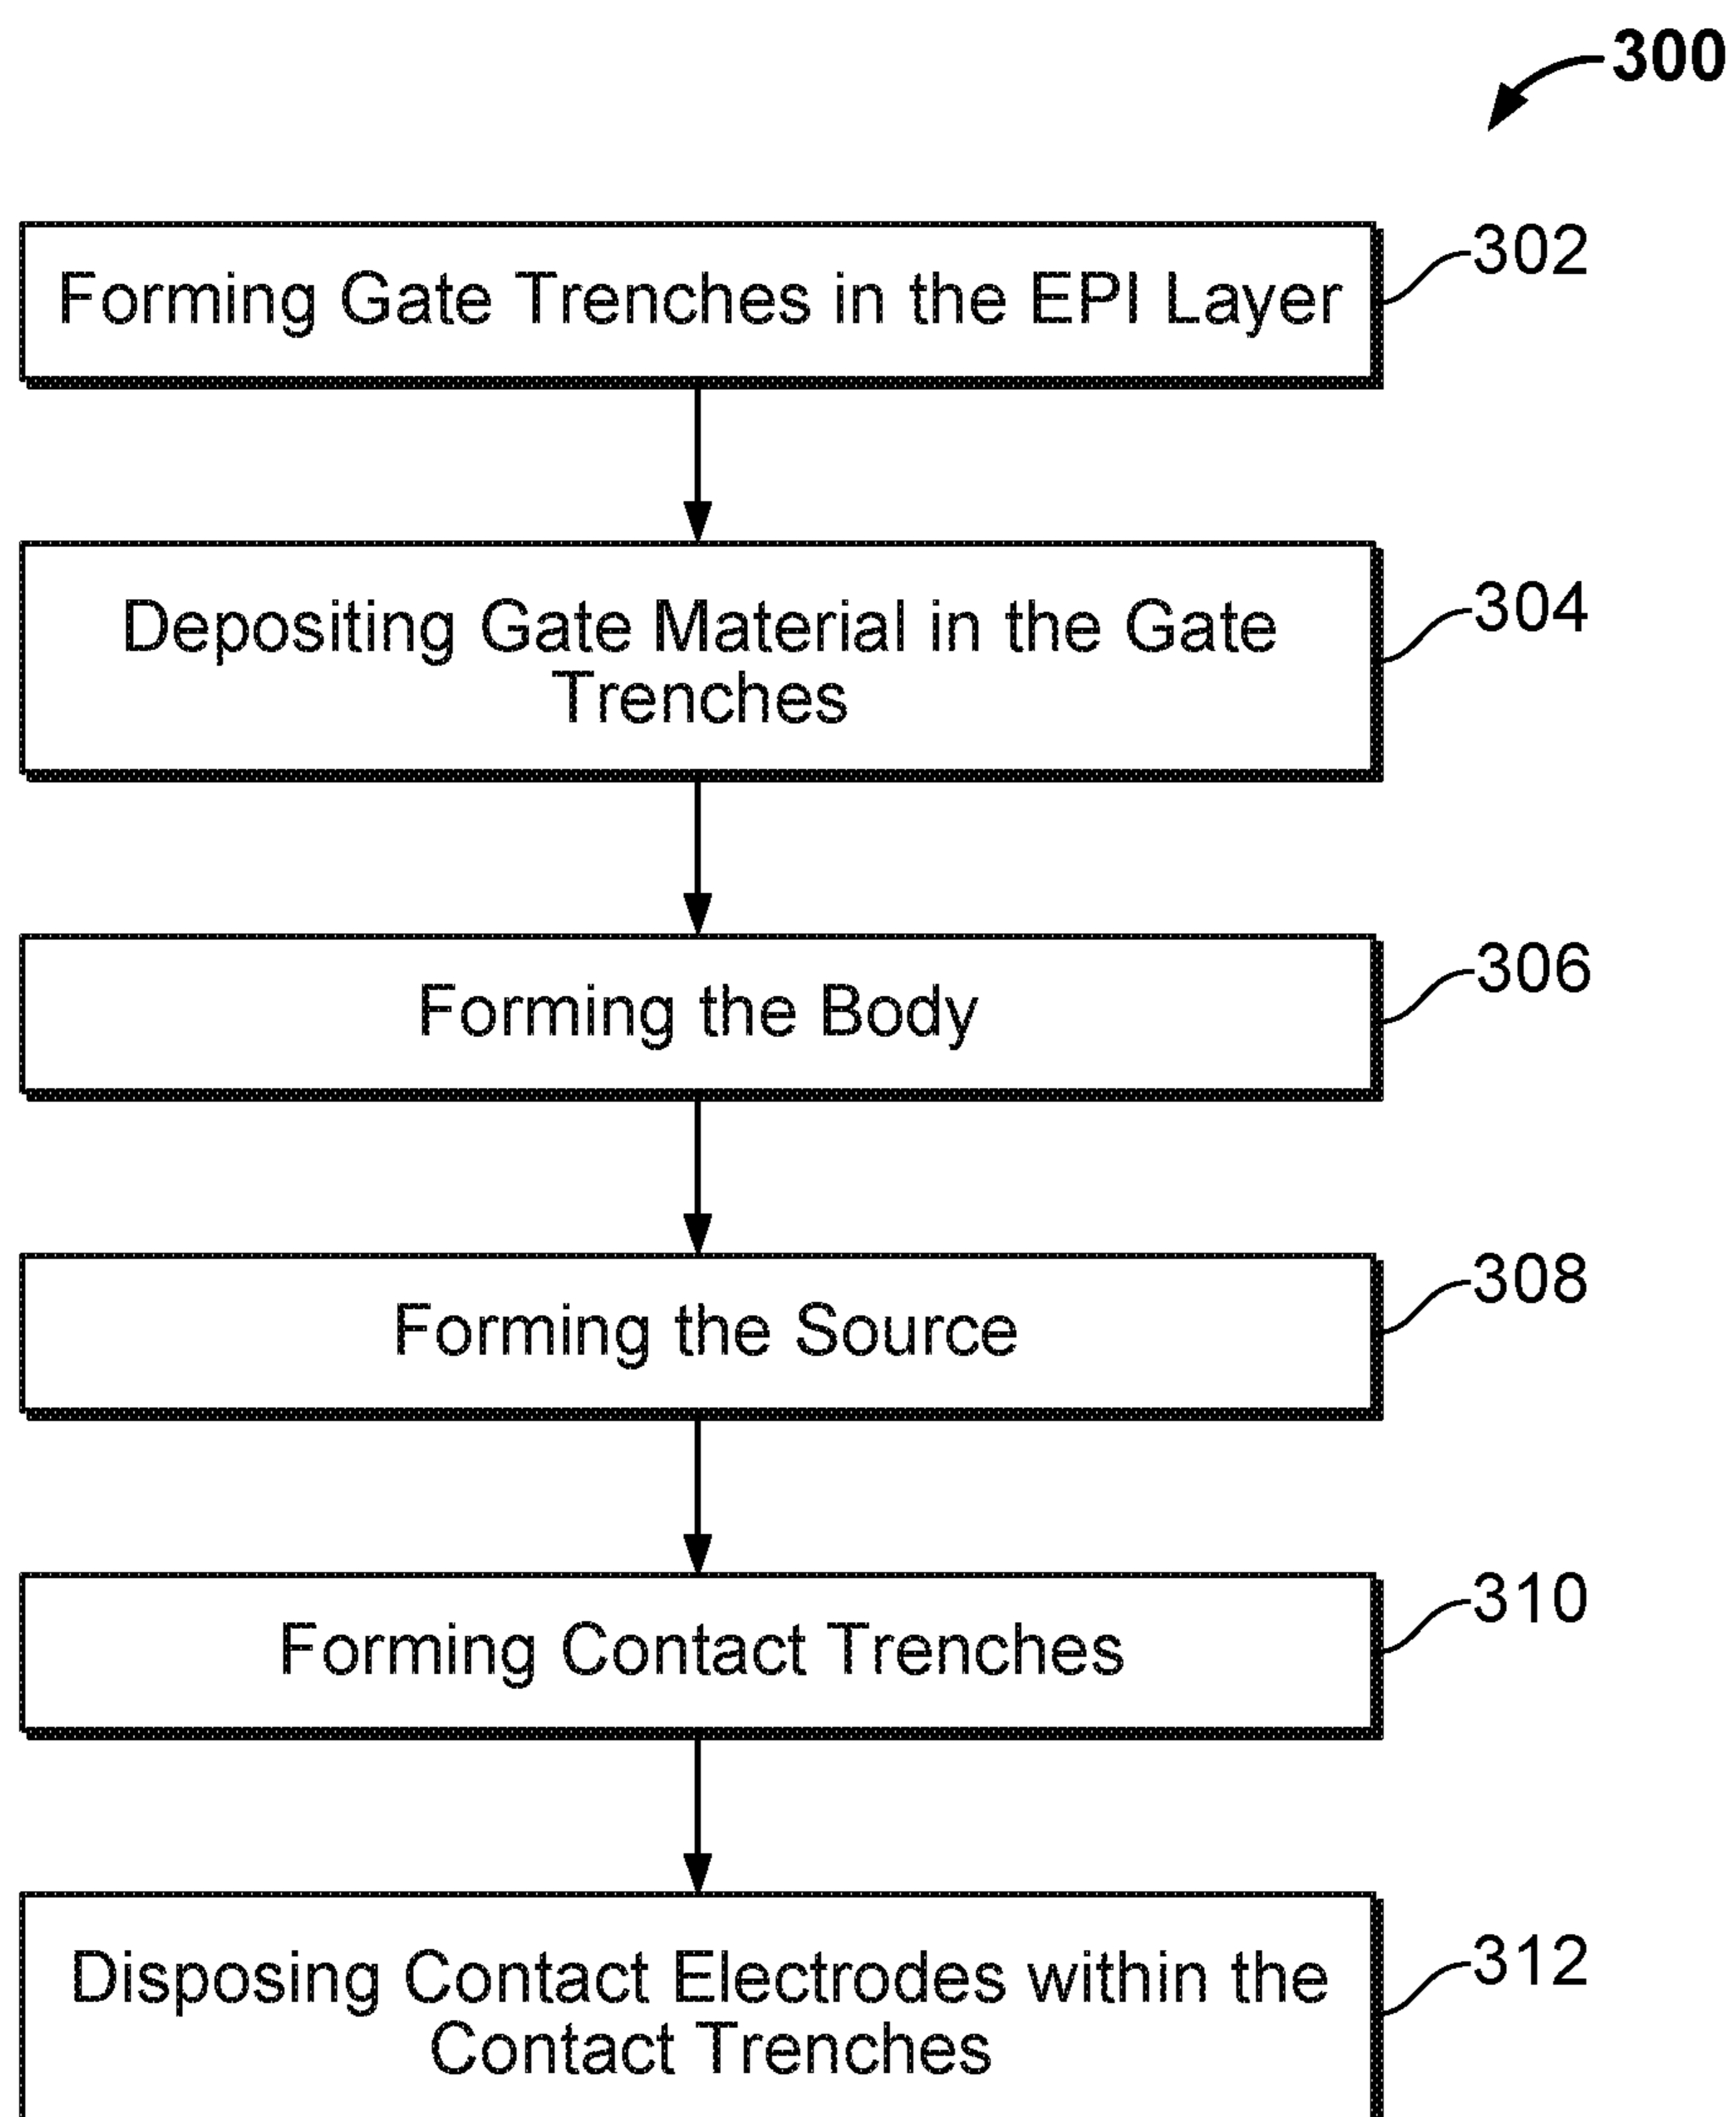 300
Forming Gate Trenches in the EPI Layer
302
Depositing Gate Material in the Gate
Trenches
304
Forming the Body
306
Forming the Source
308
Forming Contact Trenches
310
Disposing Contact Electrodes within the
Contact Trenches
312